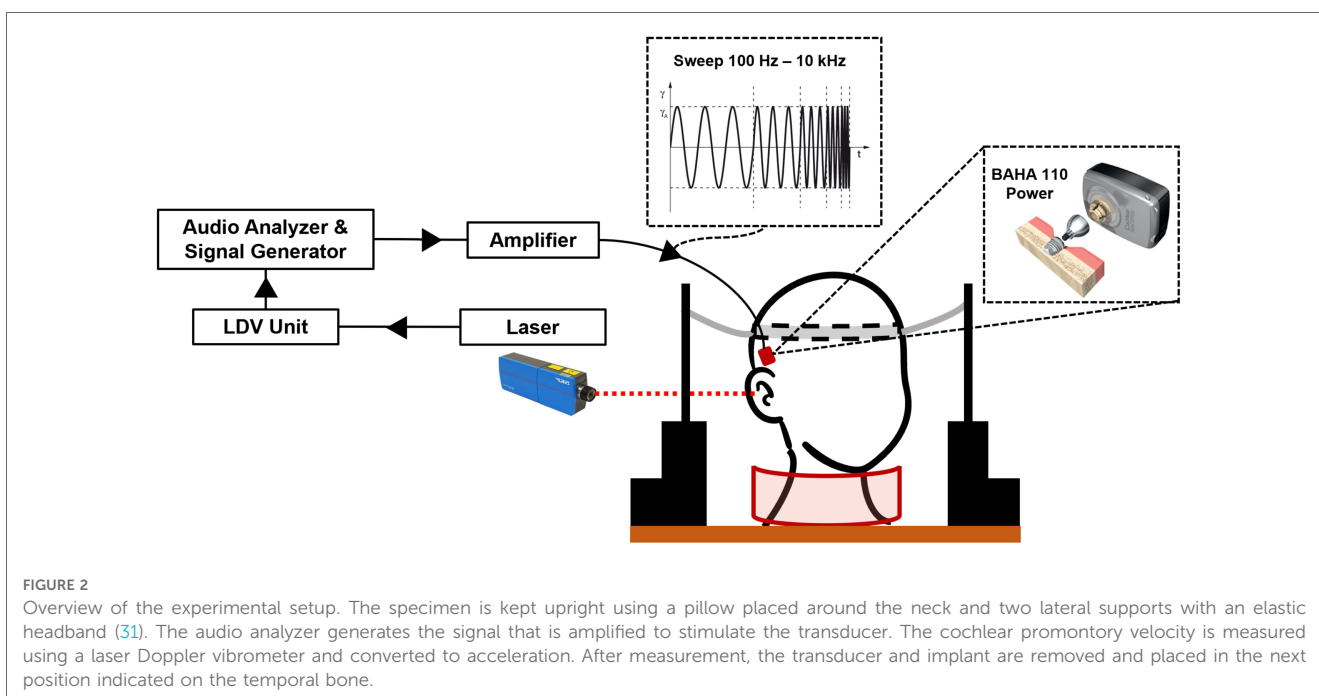 Sweep 100 Hz – 10 kHz
γ
γA
t
BAHA 110
Power
Audio Analyzer &
Signal Generator
Amplifier
LDV Unit
Laser
FIGURE 2
Overview of the experimental setup. The specimen is kept upright using a pillow placed around the neck and two lateral supports with an elastic
headband (31). The audio analyzer generates the signal that is amplified to stimulate the transducer. The cochlear promontory velocity is measured
using a laser Doppler vibrometer and converted to acceleration. After measurement, the transducer and implant are removed and placed in the next
position indicated on the temporal bone.